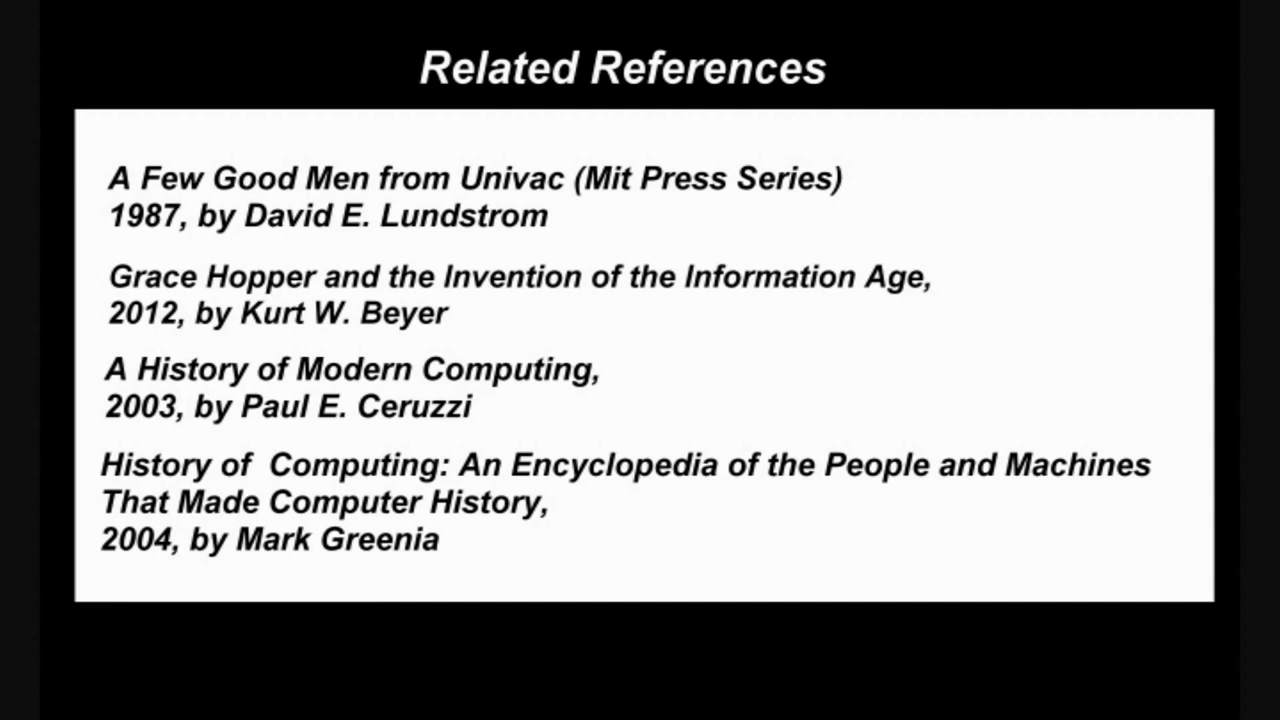 Related References
A Few Good Men from Univac (Mit Press Series)
1987, by David E. Lundstrom
Grace Hopper and the Invention of the Information Age,
2012, by Kurt W. Beyer
A History of Modern Computing,
2003, by Paul E. Ceruzzi
History of  Computing: An Encyclopedia of the People and Machines
That Made Computer History,
2004, by Mark Greenia